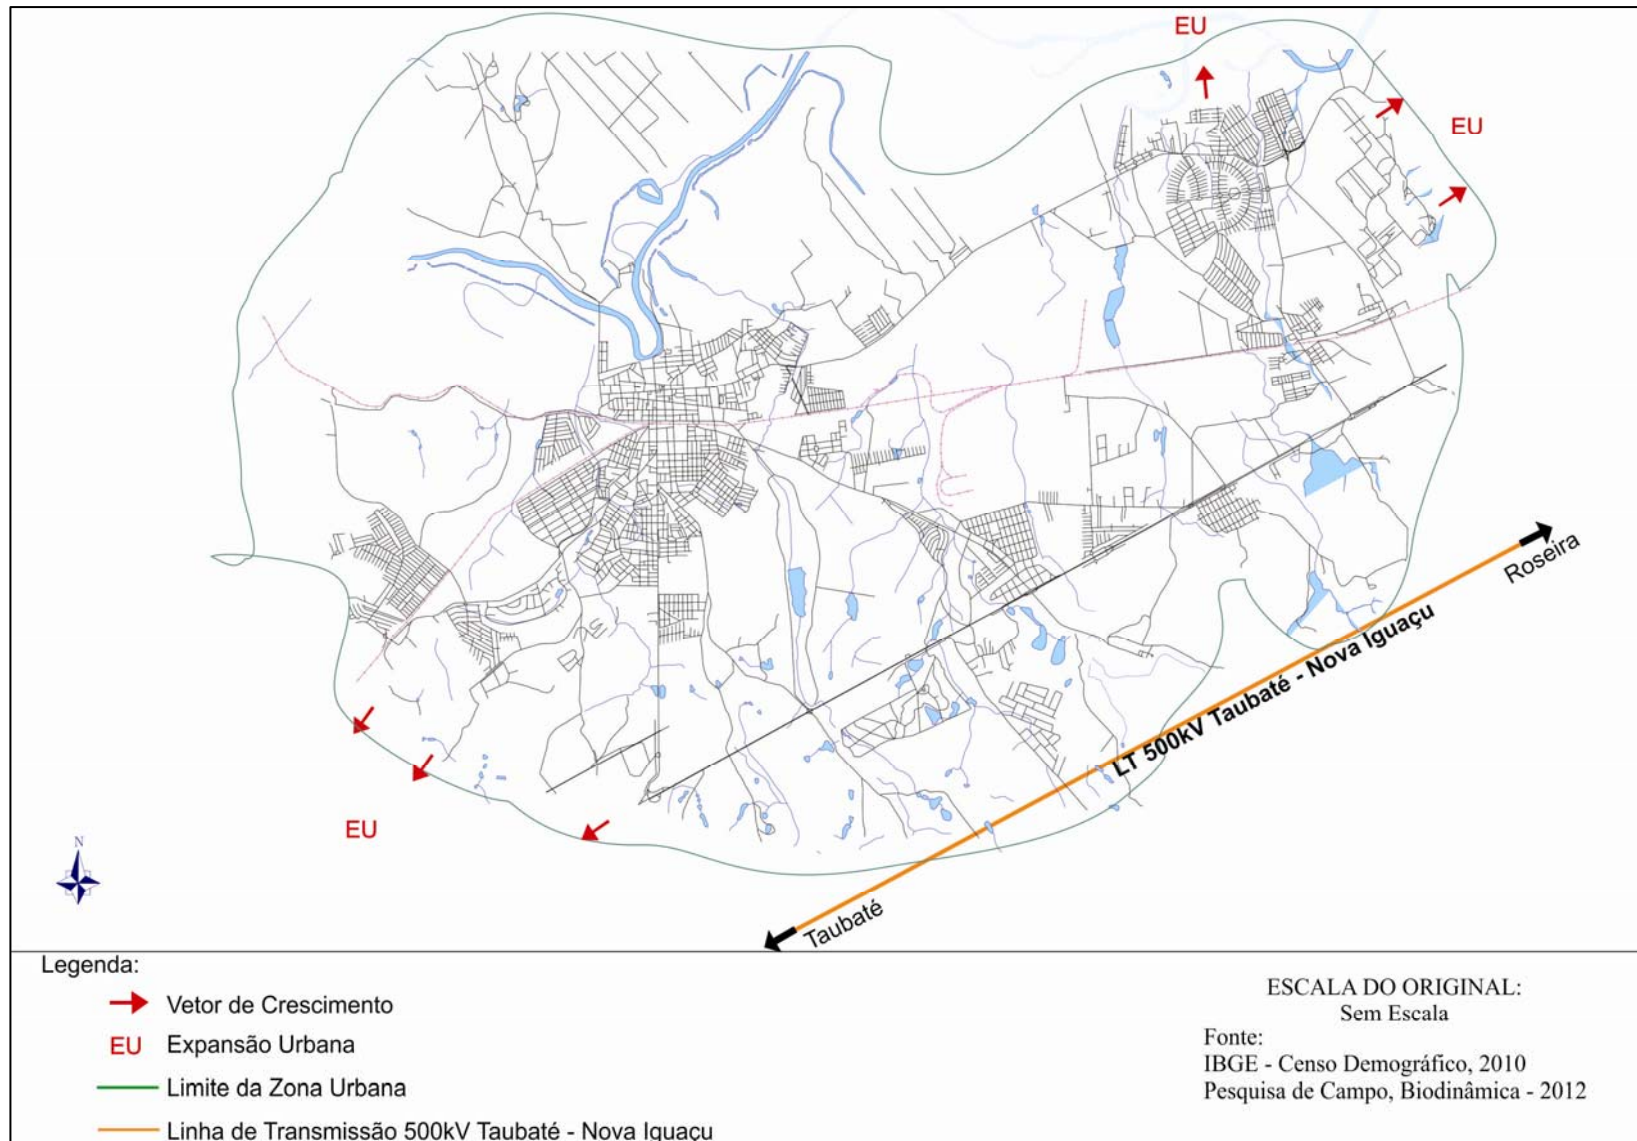 EU
EU
Roseira
LT 500kV Taubaté - Nova Iguaçu
EU
N
Taubaté
Legenda:
Vetor de Crescimento
EU Expansão Urbana
Limite da Zona Urbana
Linha de Transmissão 500kV Taubaté - Nova Iguaçu
ESCALA DO ORIGINAL:
Sem Escala
Fonte:
IBGE - Censo Demográfico, 2010
Pesquisa de Campo, Biodinâmica - 2012